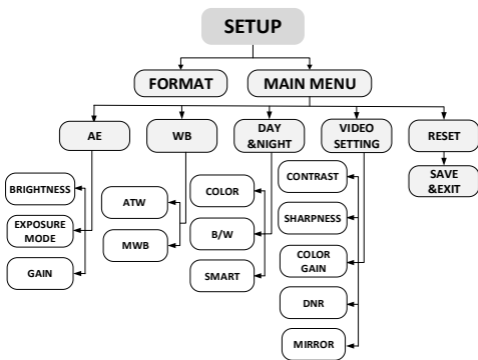 SETUP
FORMAT
MAIN MENU
AE
WB
DAY
&NIGHT
VIDEO
SETTING
RESET
SAVE
&EXIT
BRIGHTNESS
EXPOSURE
MODE
GAIN
ATW
MWB
COLOR
B/W
SMART
CONTRAST
SHARPNESS
COLOR
GAIN
DNR
MIRROR